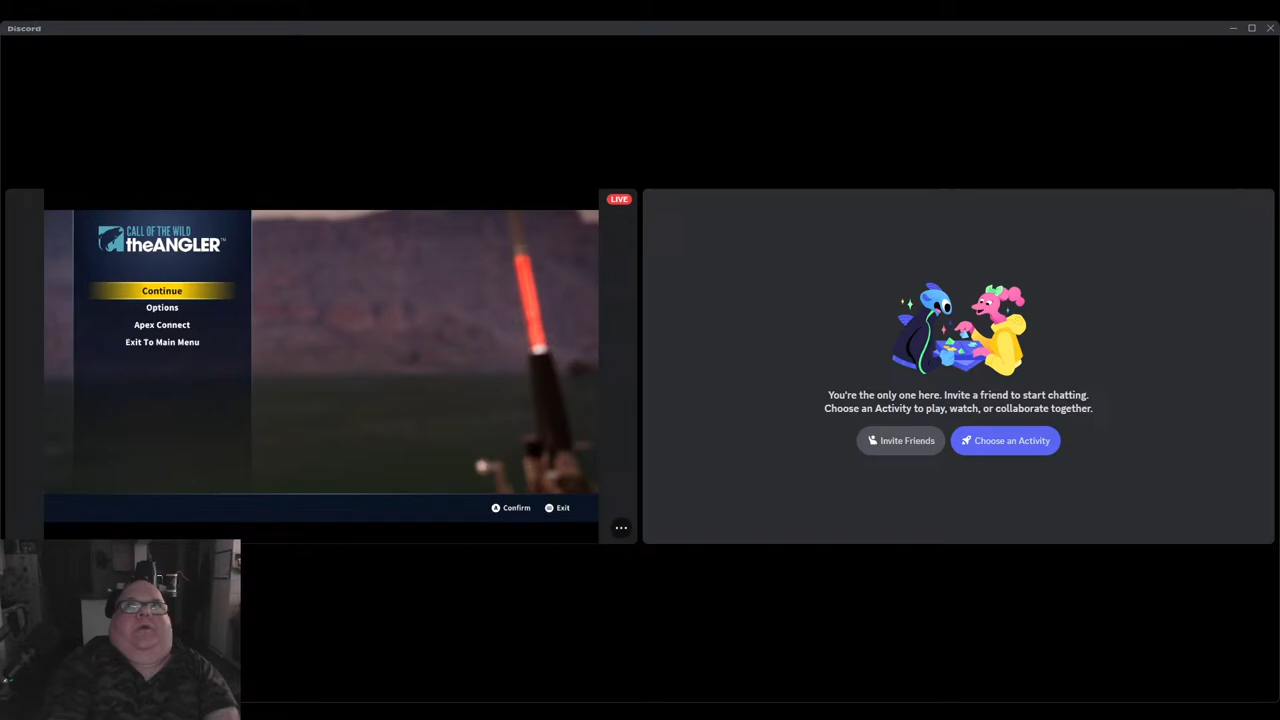 Discord
LIVE
CALL OF THE WILD
theANGLER™
Continue
Options
Apex Connect
Exit To Main Menu
A Confirm
Exit
You're the only one here. Invite a friend to start chatting.
Choose an Activity to play, watch, or collaborate together.
Invite Friends
Choose an Activity